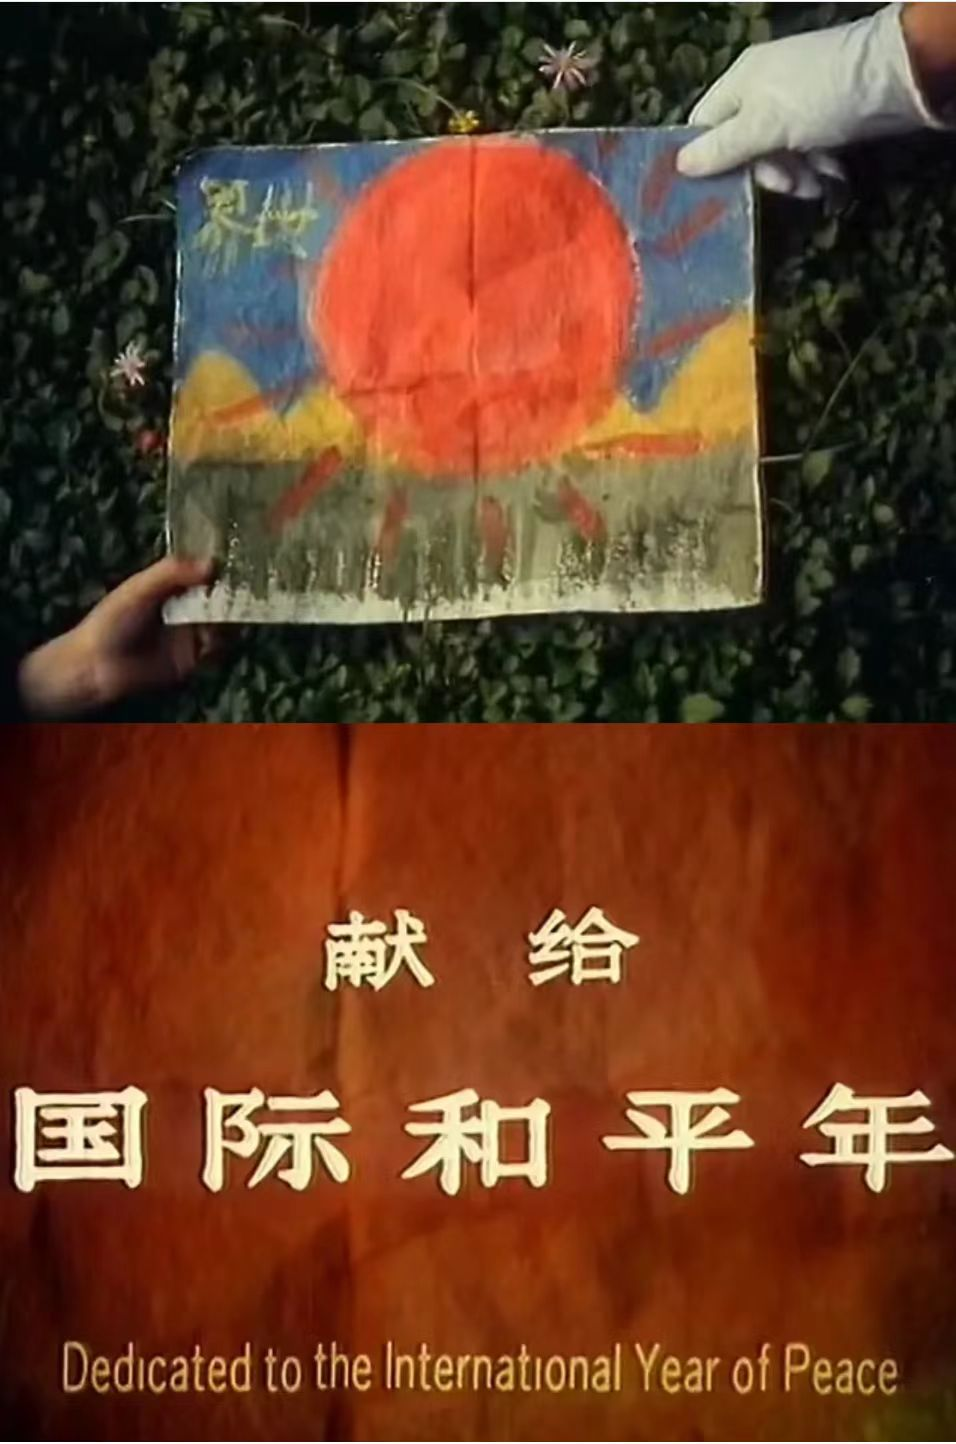 献给
国际和平年
Dedicated to the International Year of Peace